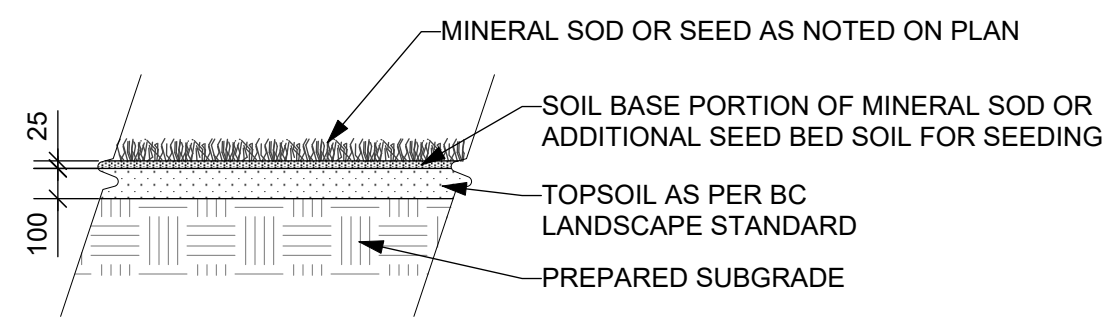 MINERAL SOD OR SEED AS NOTED ON PLAN
25
SOIL BASE PORTION OF MINERAL SOD OR
ADDITIONAL SEED BED SOIL FOR SEEDING
100
TOPSOIL AS PER BC
LANDSCAPE STANDARD
PREPARED SUBGRADE